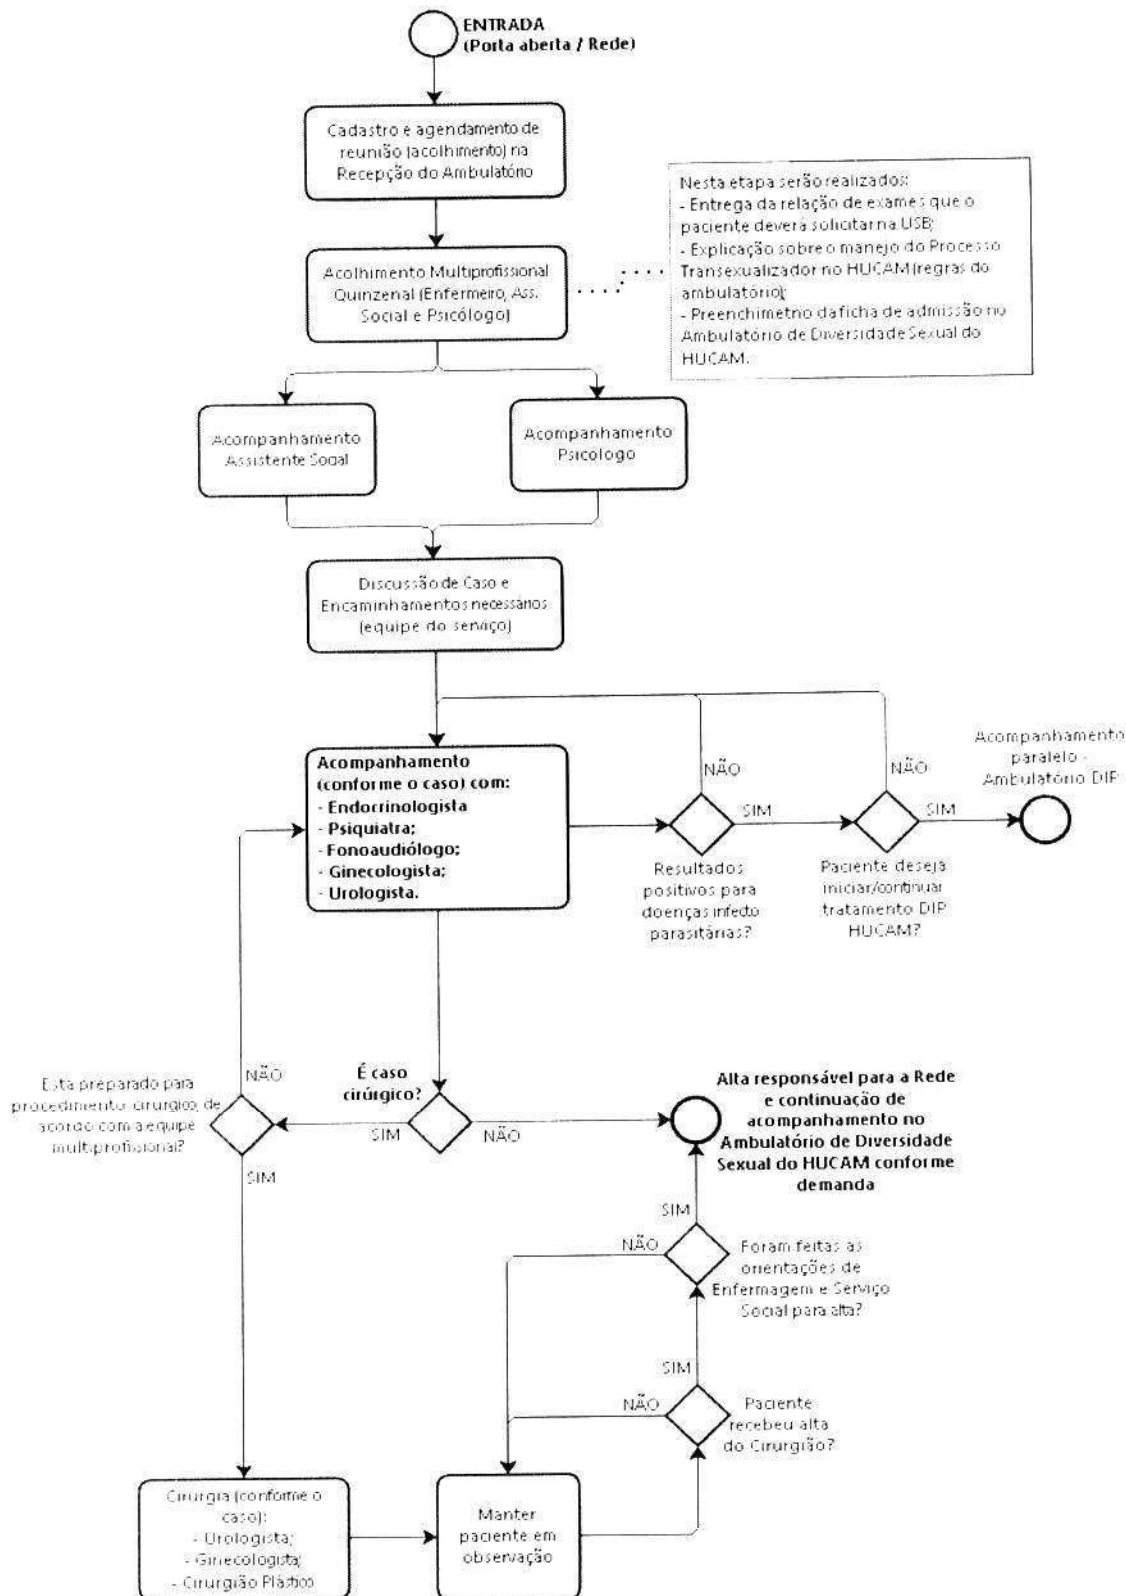 ENTRADA
(Porta aberta / Rede)
Cadastro e agendamento de
reunião (acolhimento) na
Recepção do Ambulatório
Nesta etapa serão realizados:
- Entrega da relação de exames que o
paciente deverá solicitar na USB;
- Explicação sobre o manejo do Processo
Transexualizador no HUCAM (regras do
ambulatório);
- Preenchimetno da ficha de admissão no
Ambulatório de Diversidade Sexual do
HUCAM.
Acolhimento Multiprofissional
Quinzenal (Enfermeiro, Ass.
Social e Psicólogo)
Acompanhamento
Assistente Social
Acompanhamento
Psicólogo
Discussão de Caso e
Encaminhamentos necessários
(equipe do serviço)
Acompanhamento
(conforme o caso) com:
- Endocrinologista
- Psiquiatra;
- Fonoaudiólogo;
- Ginecologista;
- Urologista.
NÃO
SIM
Resultados
positivos para
doenças infecto
parasitárias?
NÃO
SIM
Paciente deseja
iniciar/continuar
tratamento DIP
HUCAM?
Acompanhamento
paralelo -
Ambulatório DIP
É caso
cirúrgico?
SIM
NÃO
Esta preparado para
procedimento cirurgico, de
acordo com a equipe
multiprofisional?
NÃO
SIM
Alta responsável para a Rede
e continuação de
acompanhamento no
Ambulatório de Diversidade
Sexual do HUCAM conforme
demanda
SIM
NÃO
Foram feitas as
orientações de
Enfermagem e Serviço
Social para alta?
SIM
NÃO
Paciente
recebeu alta
do Cirurgião?
Cirurgia (conforme o
caso):
- Urologista;
- Ginecologista;
- Cirurgião Plástico
Manter
paciente em
observação